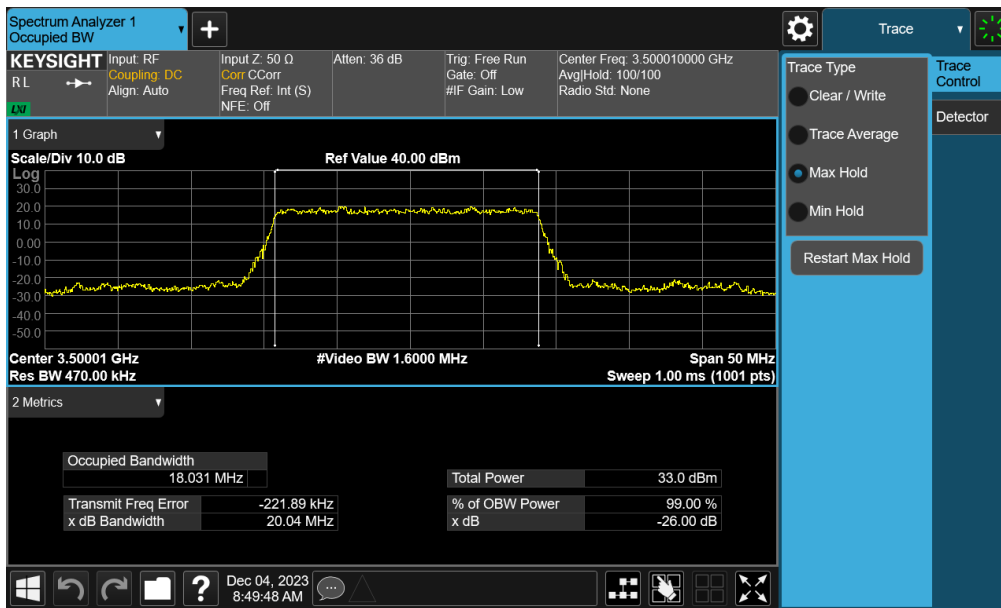 Spectrum Analyzer 1
Occupied BW
+
Trace
KEYSIGHT
R L
LXI
Input: RF
Coupling: DC
Align: Auto
Input Z: 50 Ω
Corr CCorr
Freq Ref: Int (S)
NFE: Off
Atten: 36 dB
Trig: Free Run
Gate: Off
#IF Gain: Low
Center Freq: 3.500010000 GHz
Avg|Hold: 100/100
Radio Std: None
Trace Type
Clear / Write
Trace Average
Max Hold
Min Hold
Restart Max Hold
Trace
Control
Detector
1 Graph
Scale/Div 10.0 dB
Ref Value 40.00 dBm
Log
30.0
20.0
10.0
0.00
-10.0
-20.0
-30.0
-40.0
-50.0
Center 3.50001 GHz
#Video BW 1.6000 MHz
Span 50 MHz
Res BW 470.00 kHz
Sweep 1.00 ms (1001 pts)
2 Metrics
Occupied Bandwidth
18.031 MHz
Total Power 33.0 dBm
Transmit Freq Error -221.89 kHz
% of OBW Power 99.00 %
x dB Bandwidth 20.04 MHz
x dB -26.00 dB
?
Dec 04, 2023
8:49:48 AM